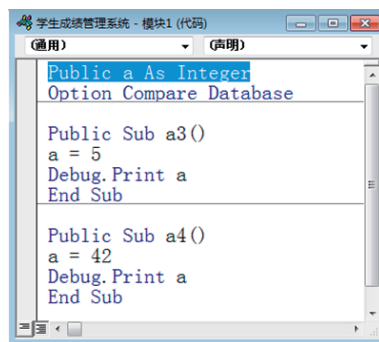 学生成绩管理系统 - 模块1 (代码)
(通用) (声明)
Public a As Integer
Option Compare Database
Public Sub a3()
a = 5
Debug.Print a
End Sub
Public Sub a4()
a = 42
Debug.Print a
End Sub